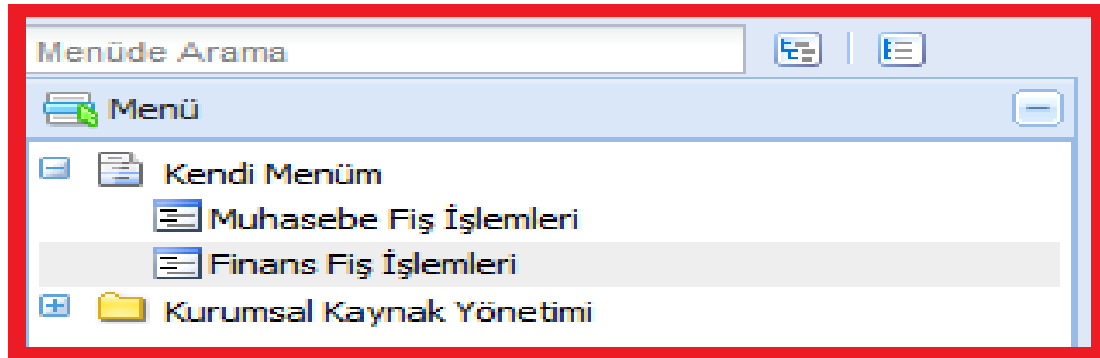 Menüde Arama
Menü
Kendi Menüm
Muhasebe Fiş İşlemleri
Finans Fiş İşlemleri
Kurumsal Kaynak Yönetimi